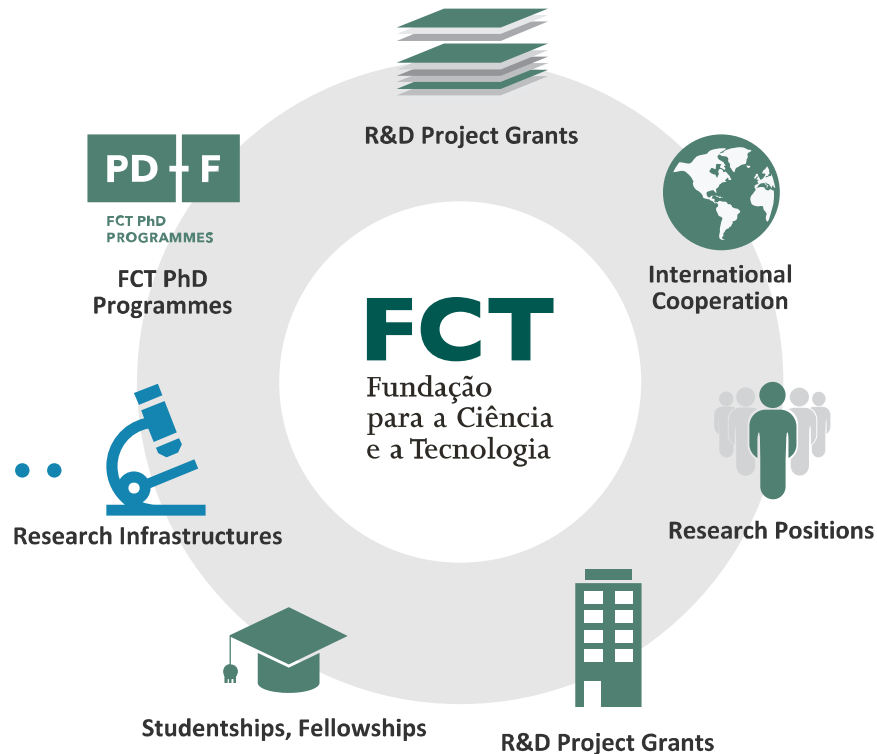 R&D Project Grants
PD-F
FCT PhD
PROGRAMMES
FCT PhD
Programmes
International
Cooperation
FCT
Fundação
para a Ciência
e a Tecnologia
Research Infrastructures
Research Positions
Studentships, Fellowships
R&D Project Grants